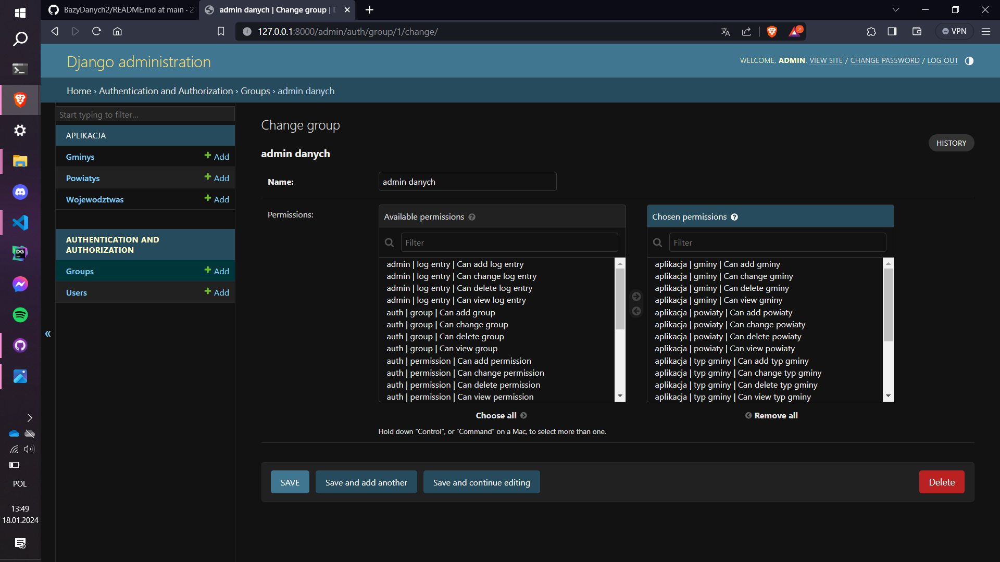 BazyDanych2/README.md at main · 2
admin danych | Change group |
127.0.0.1:8000/admin/auth/group/1/change/
2
VPN
Django administration
WELCOME, ADMIN. VIEW SITE / CHANGE PASSWORD / LOG OUT
Home › Authentication and Authorization › Groups › admin danych
Start typing to filter...
APLIKACJA
Gminys
Add
Powiatys
Add
Wojewodztwas
Add
AUTHENTICATION AND
AUTHORIZATION
Groups
Add
Users
Add
«
Change group
HISTORY
admin danych
Name:
admin danych
Permissions:
Available permissions ?
Filter
admin | log entry | Can add log entry
admin | log entry | Can change log entry
admin | log entry | Can delete log entry
admin | log entry | Can view log entry
auth | group | Can add group
auth | group | Can change group
auth | group | Can delete group
auth | group | Can view group
auth | permission | Can add permission
auth | permission | Can change permission
auth | permission | Can delete permission
auth | permission | Can view permission
Choose all
Hold down “Control”, or “Command” on a Mac, to select more than one.
Chosen permissions ?
Filter
aplikacja | gminy | Can add gminy
aplikacja | gminy | Can change gminy
aplikacja | gminy | Can delete gminy
aplikacja | gminy | Can view gminy
aplikacja | powiaty | Can add powiaty
aplikacja | powiaty | Can change powiaty
aplikacja | powiaty | Can delete powiaty
aplikacja | powiaty | Can view powiaty
aplikacja | typ gminy | Can add typ gminy
aplikacja | typ gminy | Can change typ gminy
aplikacja | typ gminy | Can delete typ gminy
aplikacja | typ gminy | Can view typ gminy
Remove all
SAVE
Save and add another
Save and continue editing
Delete
DG
POL
13:49
18.01.2024